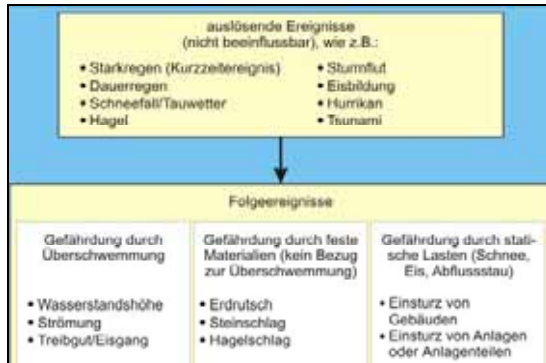 auslösende Ereignisse
(nicht beeinflussbar), wie z.B.:
• Starkregen (Kurzzeitereignis)
• Dauerregen
• Schneefall/Tauwetter
• Hagel
• Sturmflut
• Eisbildung
• Hurrikan
• Tsunami
Folgeereignisse
Gefährdung durch
Überschwemmung
• Wasserstandshöhe
• Strömung
• Treibgut/Eisgang
Gefährdung durch feste
Materialien (kein Bezug
zur Überschwemmung)
• Erdrutsch
• Steinschlag
• Hagelschlag
Gefährdung durch stati-
sche Lasten (Schnee,
Eis, Abflussstau)
• Einsturz von
Gebäuden
• Einsturz von Anlagen
oder Anlagenteilen